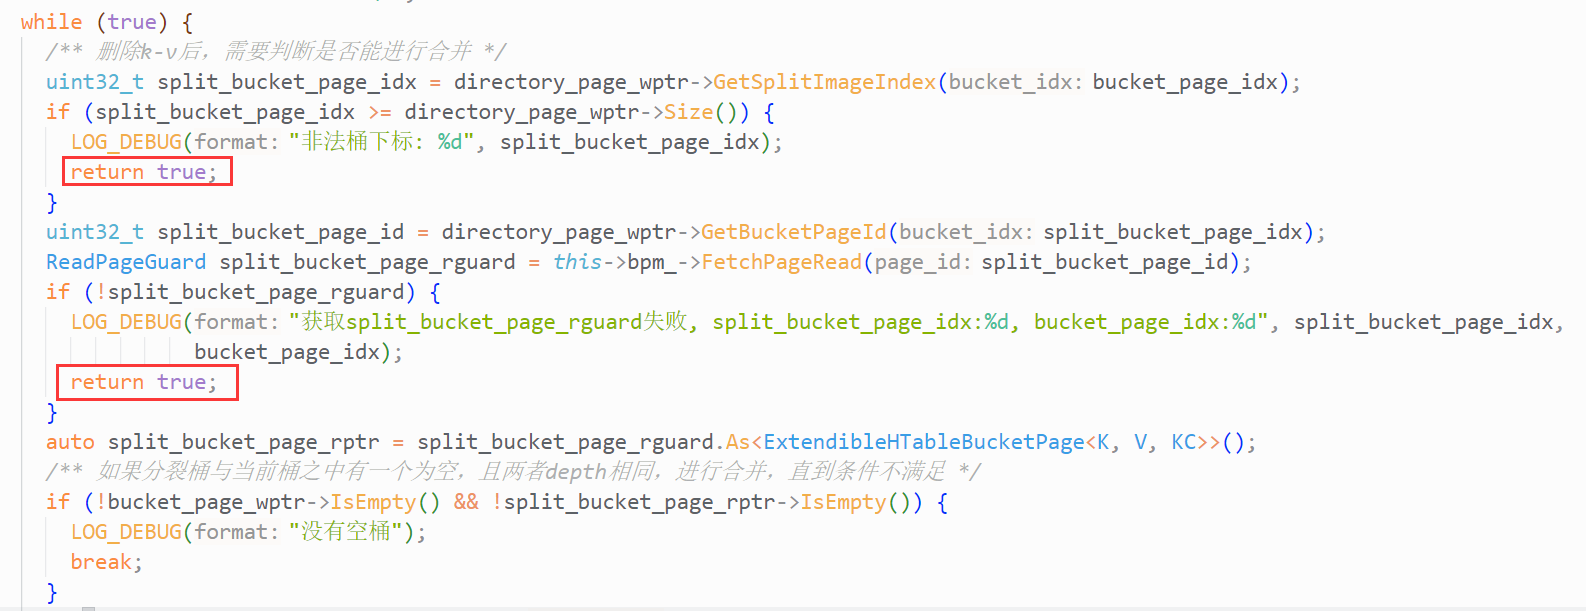 while (true) {
/** 删除k-v后，需要判断是否能进行合并 */
uint32_t split_bucket_page_idx = directory_page_wptr->GetSplitImageIndex(bucket_idx: bucket_page_idx);
if (split_bucket_page_idx >= directory_page_wptr->Size()) {
LOG_DEBUG(format: "非法桶下标: %d", split_bucket_page_idx);
return true;
}
uint32_t split_bucket_page_id = directory_page_wptr->GetBucketPageId(bucket_idx: split_bucket_page_idx);
ReadPageGuard split_bucket_page_rguard = this->bpm_->FetchPageRead(page_id: split_bucket_page_id);
if (!split_bucket_page_rguard) {
LOG_DEBUG(format: "获取split_bucket_page_rguard失败, split_bucket_page_idx:%d, bucket_page_idx:%d", split_bucket_page_idx,
bucket_page_idx);
return true;
}
auto split_bucket_page_rptr = split_bucket_page_rguard.As<ExtendibleHTableBucketPage<K, V, KC>>();
/** 如果分裂桶与当前桶之中有一个为空，且两者depth相同，进行合并，直到条件不满足 */
if (!bucket_page_wptr->IsEmpty() && !split_bucket_page_rptr->IsEmpty()) {
LOG_DEBUG(format: "没有空桶");
break;
}